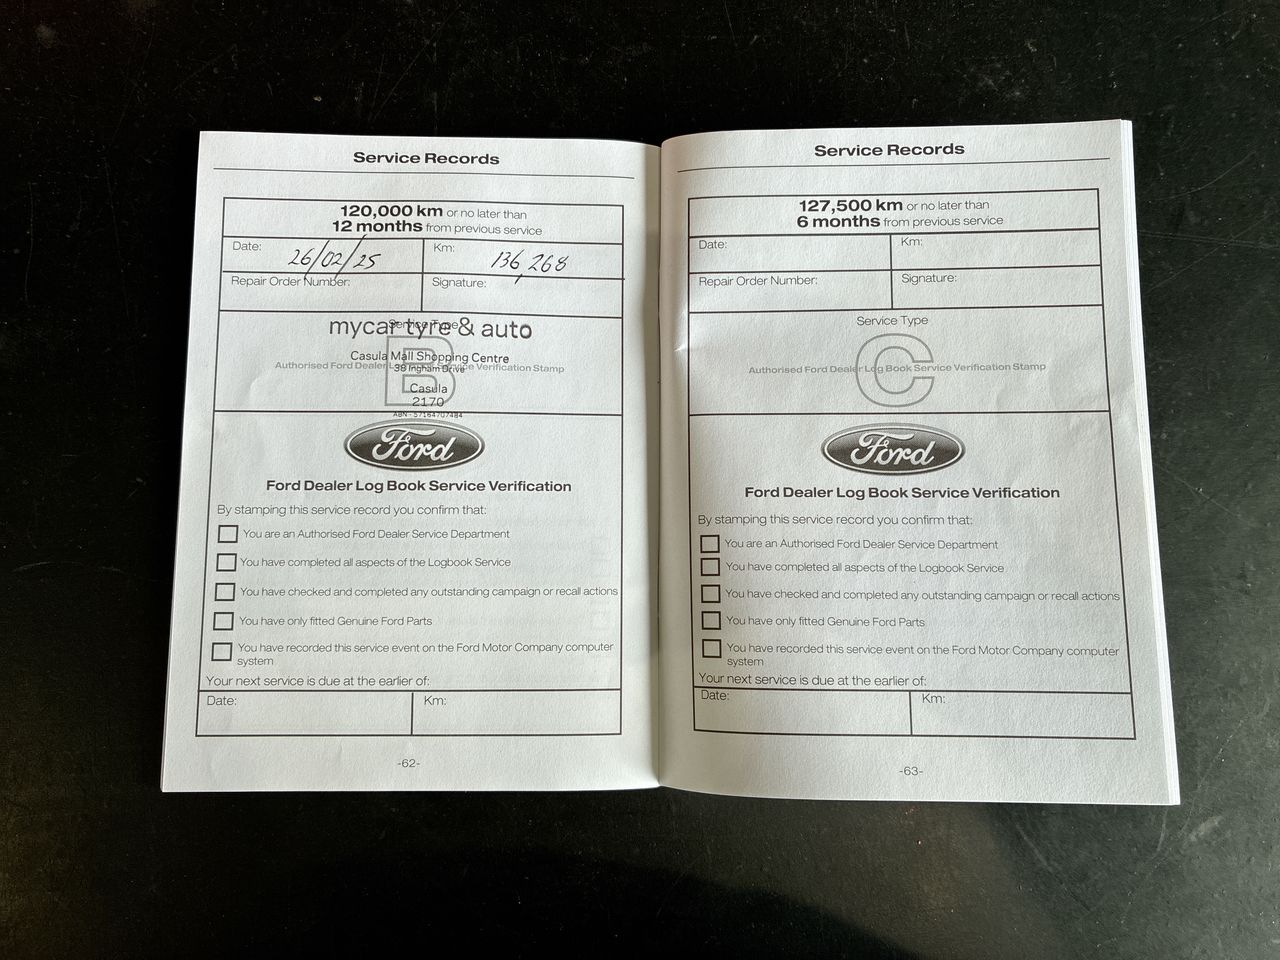 Service Records
120,000 km or no later than
12 months from previous service
Date: 26/02/25
Km: 136,268
Repair Order Number:
Signature:
Service Type
B
Authorised Ford Dealer Log Book Service Verification Stamp
mycar tyre & auto
Casula Mall Shopping Centre
38 Ingham Drive
Casula
2170
ABN - 57164707484
Ford
Ford Dealer Log Book Service Verification
By stamping this service record you confirm that:
You are an Authorised Ford Dealer Service Department
You have completed all aspects of the Logbook Service
You have checked and completed any outstanding campaign or recall actions
You have only fitted Genuine Ford Parts
You have recorded this service event on the Ford Motor Company computer
system
Your next service is due at the earlier of:
Date:
Km:
-62-
Service Records
127,500 km or no later than
6 months from previous service
Date:
Km:
Repair Order Number:
Signature:
Service Type
C
Authorised Ford Dealer Log Book Service Verification Stamp
Ford
Ford Dealer Log Book Service Verification
By stamping this service record you confirm that:
You are an Authorised Ford Dealer Service Department
You have completed all aspects of the Logbook Service
You have checked and completed any outstanding campaign or recall actions
You have only fitted Genuine Ford Parts
You have recorded this service event on the Ford Motor Company computer
system
Your next service is due at the earlier of:
Date:
Km:
-63-